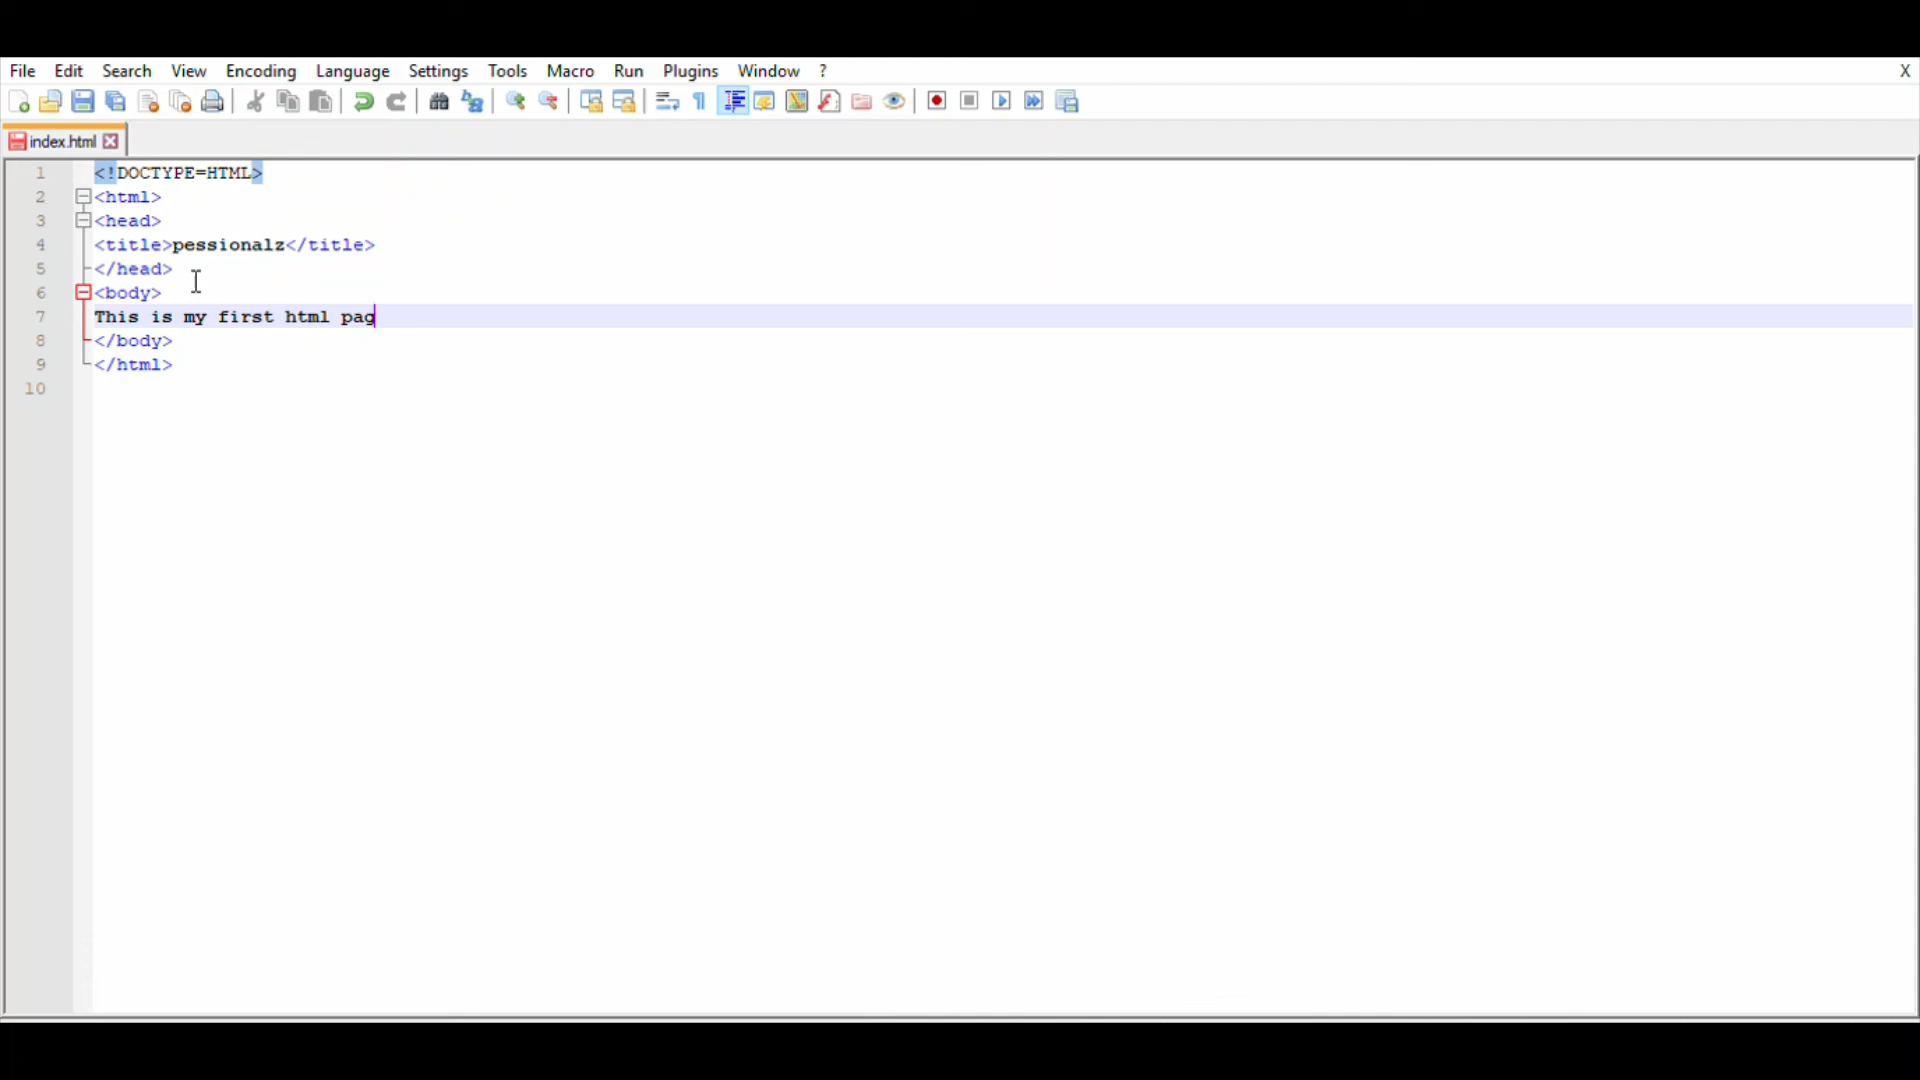 File Edit Search View Encoding Language Settings Tools Macro Run Plugins Window ? X
index.html
1 <!DOCTYPE=HTML>
2 <html>
3 <head>
4 <title>pessionalz</title>
5 </head>
6 <body>
7 This is my first html pag
8 </body>
9 </html>
10